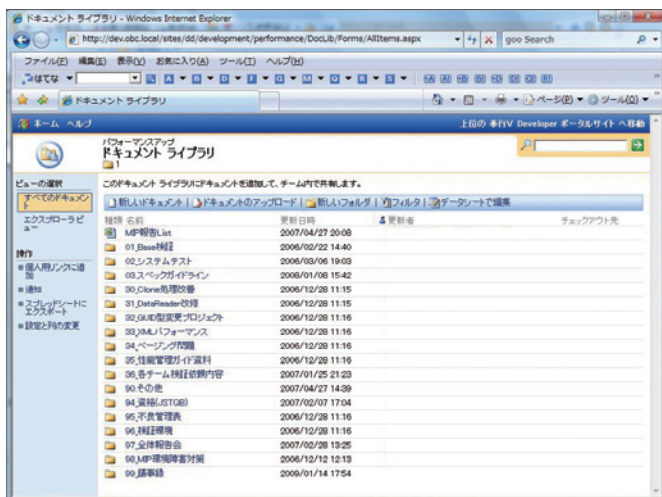 ドキュメント ライブラリ - Windows Internet Explorer
http://dev.obc.local/sites/dd/development/performance/DocLib/Forms/AllItems.aspx
goo Search
ファイル(F) 編集(E) 表示(V) お気に入り(A) ツール(T) ヘルプ(H)
はてな
ドキュメント ライブラリ
ページ(P) ツール(O)
ホーム ヘルプ
上位の 奉行V Developer ポータルサイト へ移動
パフォーマンスアップ
ドキュメント ライブラリ
1
ビューの選択
すべてのドキュメント
エクスプローラ ビュー
操作
個人用リンクに追加
通知
スプレッドシートにエクスポート
設定と列の変更
このドキュメント ライブラリにドキュメントを追加して、チーム内で共有します。
新しいドキュメント | ドキュメントのアップロード | 新しいフォルダ | フィルタ | データシートで編集
種類 名前 更新日時 更新者 チェックアウト先
MIP報告List 2007/04/27 20:08
01_Base検証 2006/02/22 14:40
02_システムテスト 2006/03/06 19:03
03_スペックガイドライン 2008/01/08 15:42
30_Clone処理改善 2006/12/28 11:15
31_DataReader改修 2006/12/28 11:15
32_GUID型変更プロジェクト 2006/12/28 11:16
33_XMLパフォーマンス 2006/12/28 11:16
34_ページング問題 2006/12/28 11:16
35_性能管理ガイド資料 2006/12/28 11:16
36_各チーム検証依頼内容 2007/01/25 21:23
90_その他 2007/04/27 14:39
94_資格(JSTQB) 2007/02/07 17:04
95_不良管理表 2006/12/28 11:16
96_検証環境 2006/12/28 11:16
97_全体報告会 2007/02/28 13:25
98_MIP環境障害対策 2006/12/12 12:13
99_議事録 2009/01/14 17:54